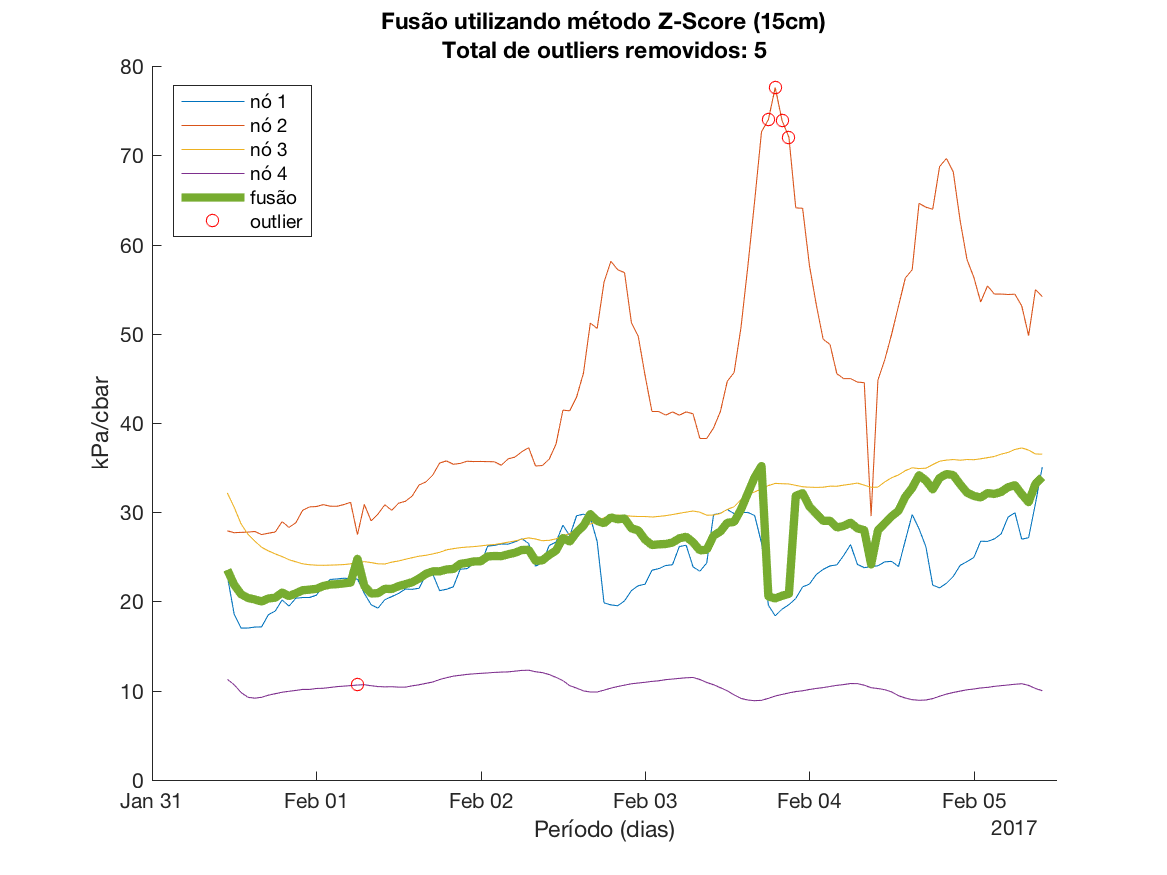 Fusão utilizando método Z-Score (15cm)
Total de outliers removidos: 5
80
70
60
50
40
30
20
10
0
kPa/cbar
nó 1
nó 2
nó 3
nó 4
fusão
outlier
Jan 31
Feb 01
Feb 02
Feb 03
Feb 04
Feb 05
Período (dias)
2017